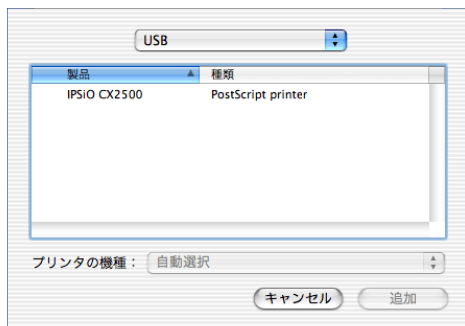 USB
製品 種類
IPSiO CX2500 PostScript printer
プリンタの機種： 自動選択
キャンセル 追加